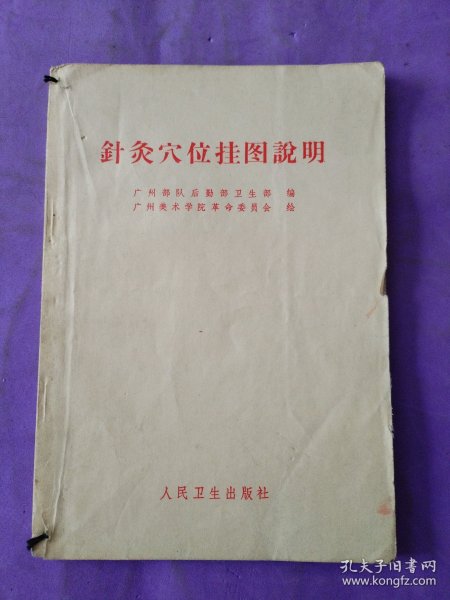 針灸穴位挂图說明
广州部队后勤部卫生部 编
广州美术学院革命委员会 绘
人民卫生出版社
孔夫子旧书网
www.kongfz.com